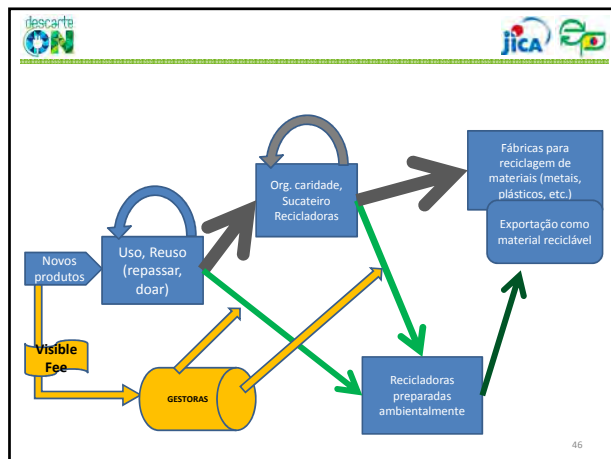 descarte
ON
jICA
Fábricas para
reciclagem de
materiais (metais,
plásticos, etc.)
Exportação como
material reciclável
Org. caridade,
Sucateiro
Recicladoras
Novos
produtos
Uso, Reuso
(repassar,
doar)
Visible
Fee
GESTORAS
Recicladoras
preparadas
ambientalmente
46